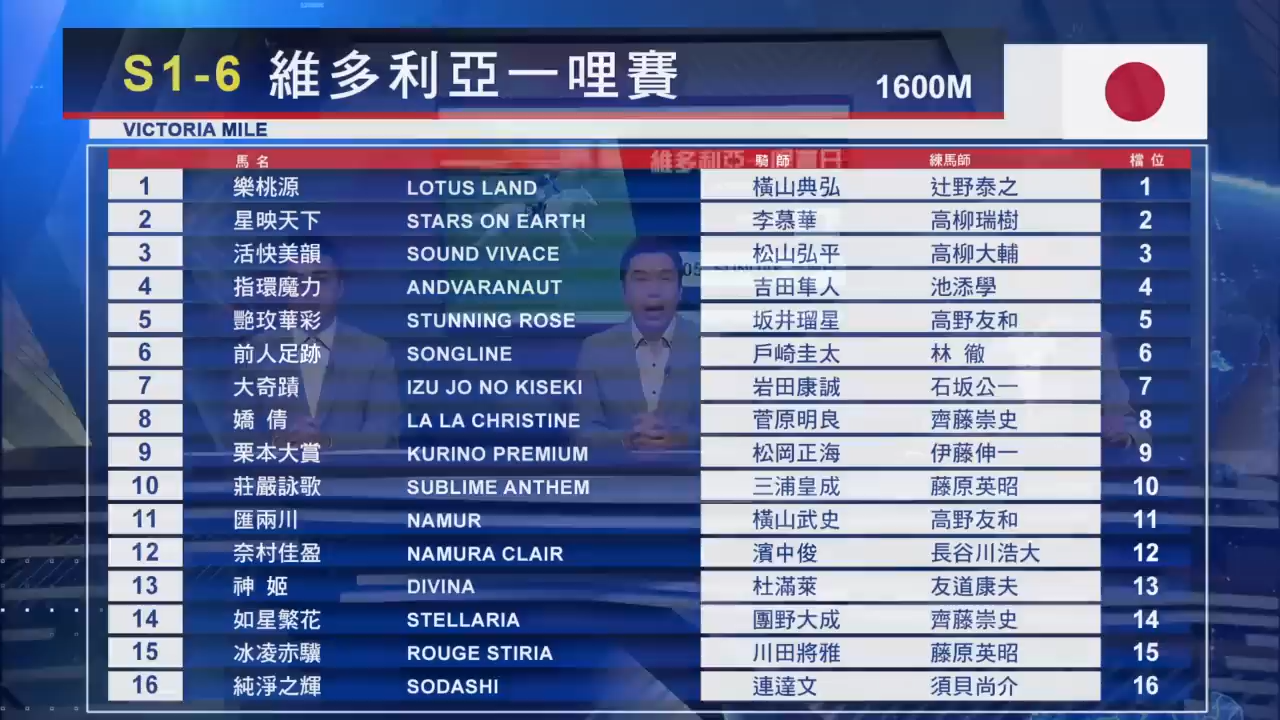 S1-6 維多利亞一哩賽 1600M
VICTORIA MILE
馬名 騎師 練馬師 檔位
1 樂桃源 LOTUS LAND 橫山典弘 辻野泰之 1
2 星映天下 STARS ON EARTH 李慕華 高柳瑞樹 2
3 活快美韻 SOUND VIVACE 松山弘平 高柳大輔 3
4 指環魔力 ANDVARANAUT 吉田隼人 池添學 4
5 艷玫華彩 STUNNING ROSE 坂井瑠星 高野友和 5
6 前人足跡 SONGLINE 戶崎圭太 林 徹 6
7 大奇蹟 IZU JO NO KISEKI 岩田康誠 石坂公一 7
8 嬌倩 LA LA CHRISTINE 菅原明良 齊藤崇史 8
9 栗本大賞 KURINO PREMIUM 松岡正海 伊藤伸一 9
10 莊嚴詠歌 SUBLIME ANTHEM 三浦皇成 藤原英昭 10
11 匯兩川 NAMUR 橫山武史 高野友和 11
12 奈村佳盈 NAMURA CLAIR 濱中俊 長谷川浩大 12
13 神姬 DIVINA 杜滿萊 友道康夫 13
14 如星繁花 STELLARIA 團野大成 齊藤崇史 14
15 冰凌赤驥 ROUGE STIRIA 川田將雅 藤原英昭 15
16 純淨之輝 SODASHI 連達文 須貝尚介 16